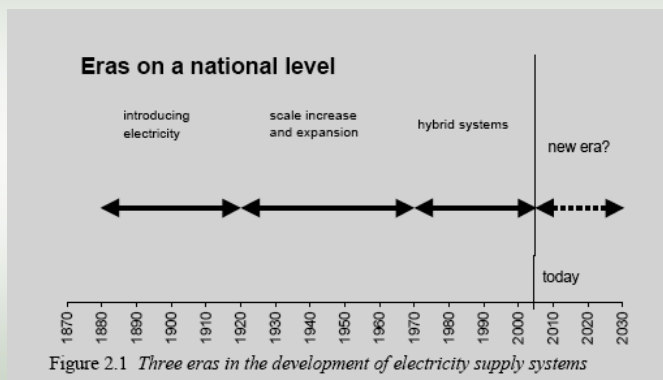 Eras on a national level
introducing
electricity
scale increase
and expansion
hybrid systems
new era?
today
1870
1880
1890
1900
1910
1920
1930
1940
1950
1960
1970
1980
1990
2000
2010
2020
2030
Figure 2.1 Three eras in the development of electricity supply systems